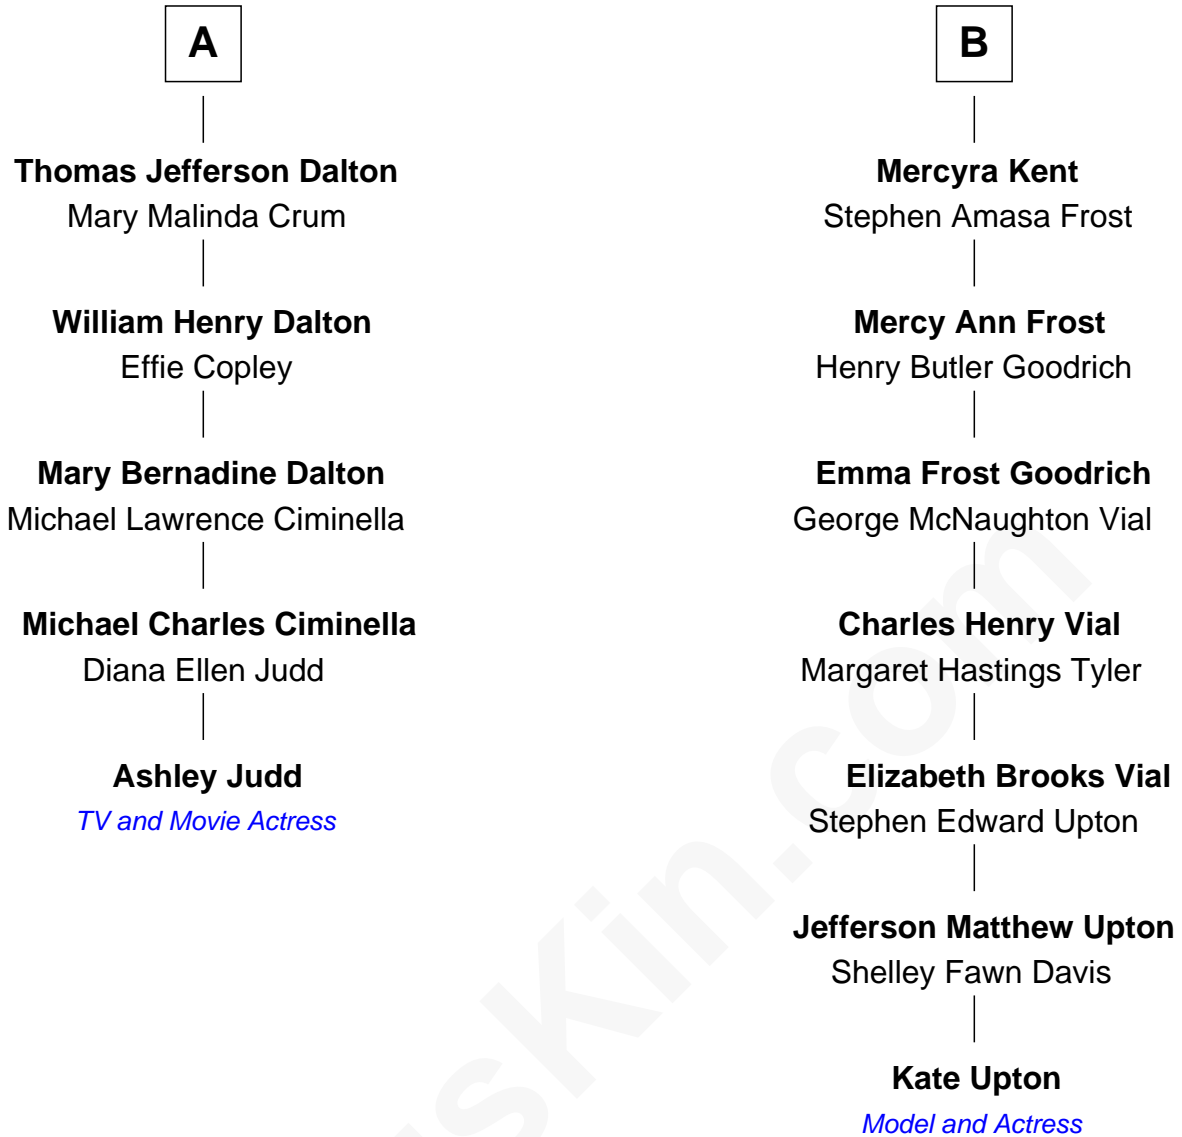 A
Thomas Jefferson Dalton
Mary Malinda Crum
William Henry Dalton
Effie Copley
Mary Bernadine Dalton
Michael Lawrence Ciminella
Michael Charles Ciminella
Diana Ellen Judd
Ashley Judd
TV and Movie Actress
B
Mercyra Kent
Stephen Amasa Frost
Mercy Ann Frost
Henry Butler Goodrich
Emma Frost Goodrich
George McNaughton Vial
Charles Henry Vial
Margaret Hastings Tyler
Elizabeth Brooks Vial
Stephen Edward Upton
Jefferson Matthew Upton
Shelley Fawn Davis
Kate Upton
Model and Actress
sKin.com